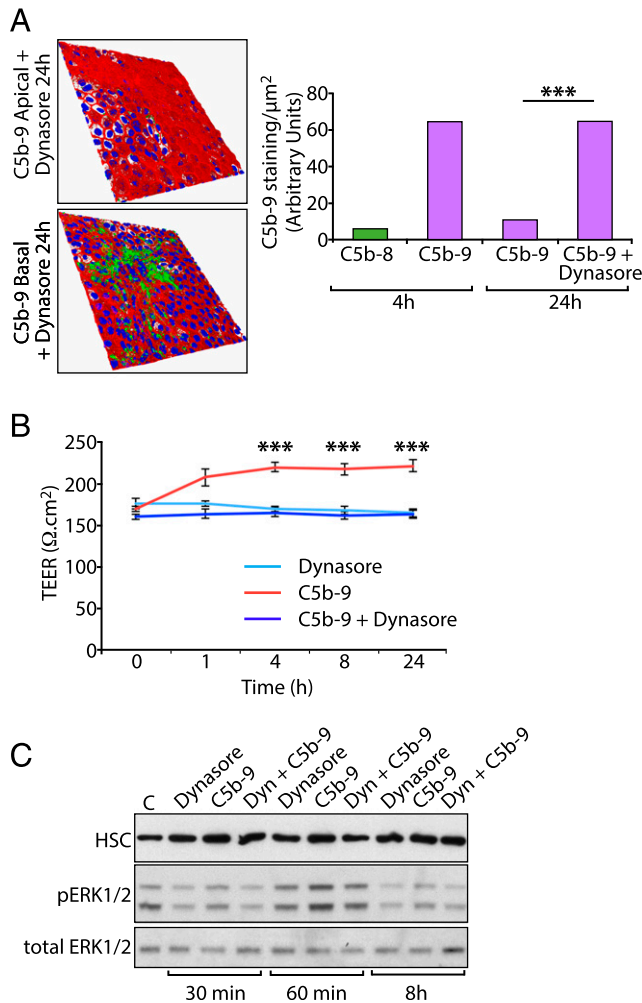 A
C5b-9 Apical +
Dynasore 24h
C5b-9 Basal
+ Dynasore 24h
C5b-9 staining/μm²
(Arbitrary Units)
80
60
40
20
0
***
C5b-8
C5b-9
C5b-9
C5b-9 +
Dynasore
4h
24h
B
TEER (Ω.cm²)
250
200
150
100
50
0
*** *** ***
Dynasore
C5b-9
C5b-9 + Dynasore
0 1 4 8 24
Time (h)
C
C
Dynasore
C5b-9
Dyn + C5b-9
Dynasore
C5b-9
Dyn + C5b-9
Dynasore
C5b-9
Dyn + C5b-9
HSC
pERK1/2
total ERK1/2
30 min
60 min
8h